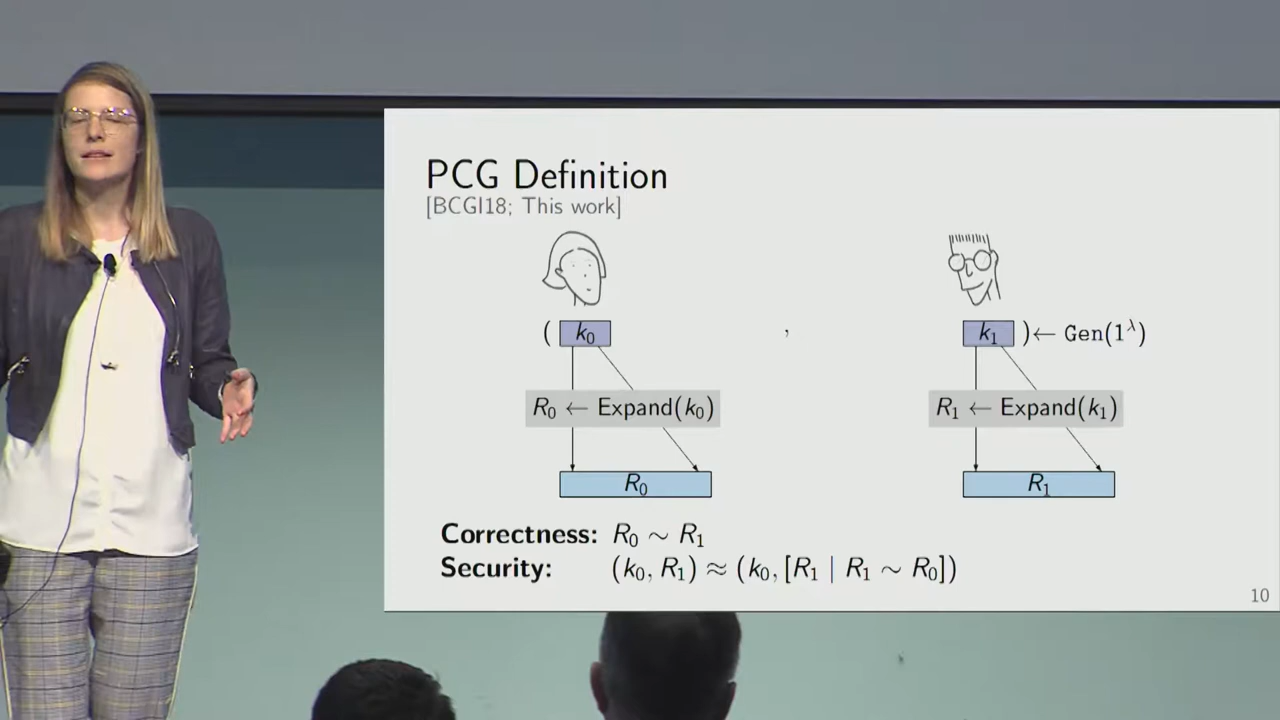 PCG Definition
[BCGI18; This work]
( k₀ , k₁ ) ← Gen(1^λ)
R₀ ← Expand(k₀) R₁ ← Expand(k₁)
R₀ R₁
Correctness: R₀ ∼ R₁
Security: (k₀, R₁) ≈ (k₀, [R₁ | R₁ ∼ R₀])
10